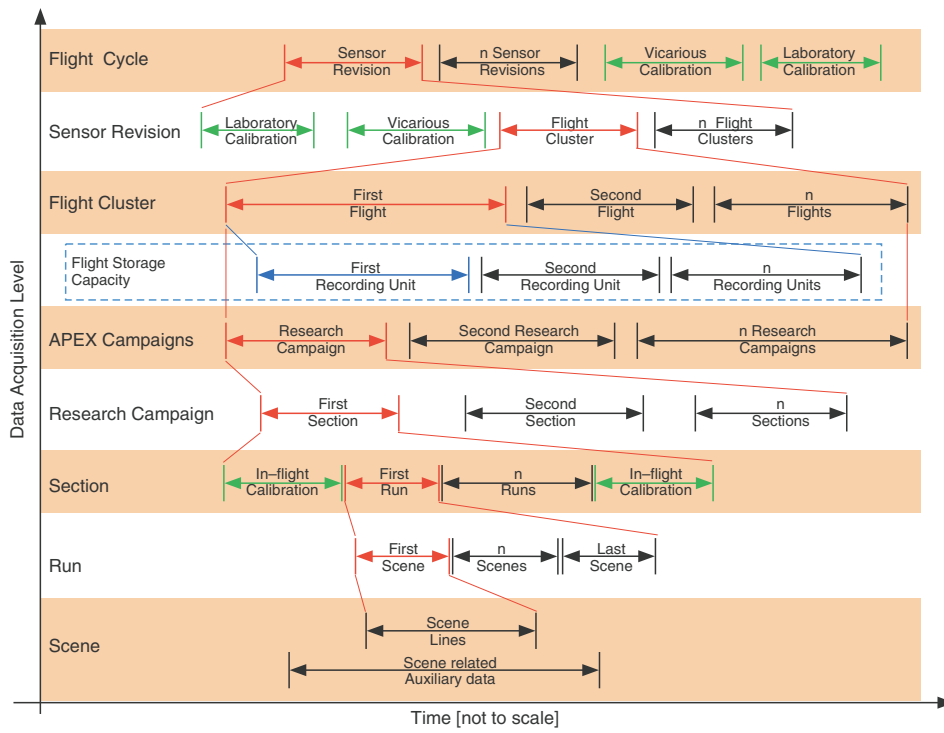 Flight Cycle
Sensor
Revision
n Sensor
Revisions
Vicarious
Calibration
Laboratory
Calibration
Sensor Revision
Laboratory
Calibration
Vicarious
Calibration
Flight
Cluster
n Flight
Clusters
Flight Cluster
First
Flight
Second
Flight
n
Flights
Flight Storage
Capacity
First
Recording Unit
Second
Recording Unit
n
Recording Units
APEX Campaigns
Research
Campaign
Second Research
Campaign
n Research
Campaigns
Research Campaign
First
Section
Second
Section
n
Sections
Section
In–flight
Calibration
First
Run
n
Runs
In–flight
Calibration
Run
First
Scene
n
Scenes
Last
Scene
Scene
Scene
Lines
Scene related
Auxiliary data
Data Acquisition Level
Time [not to scale]